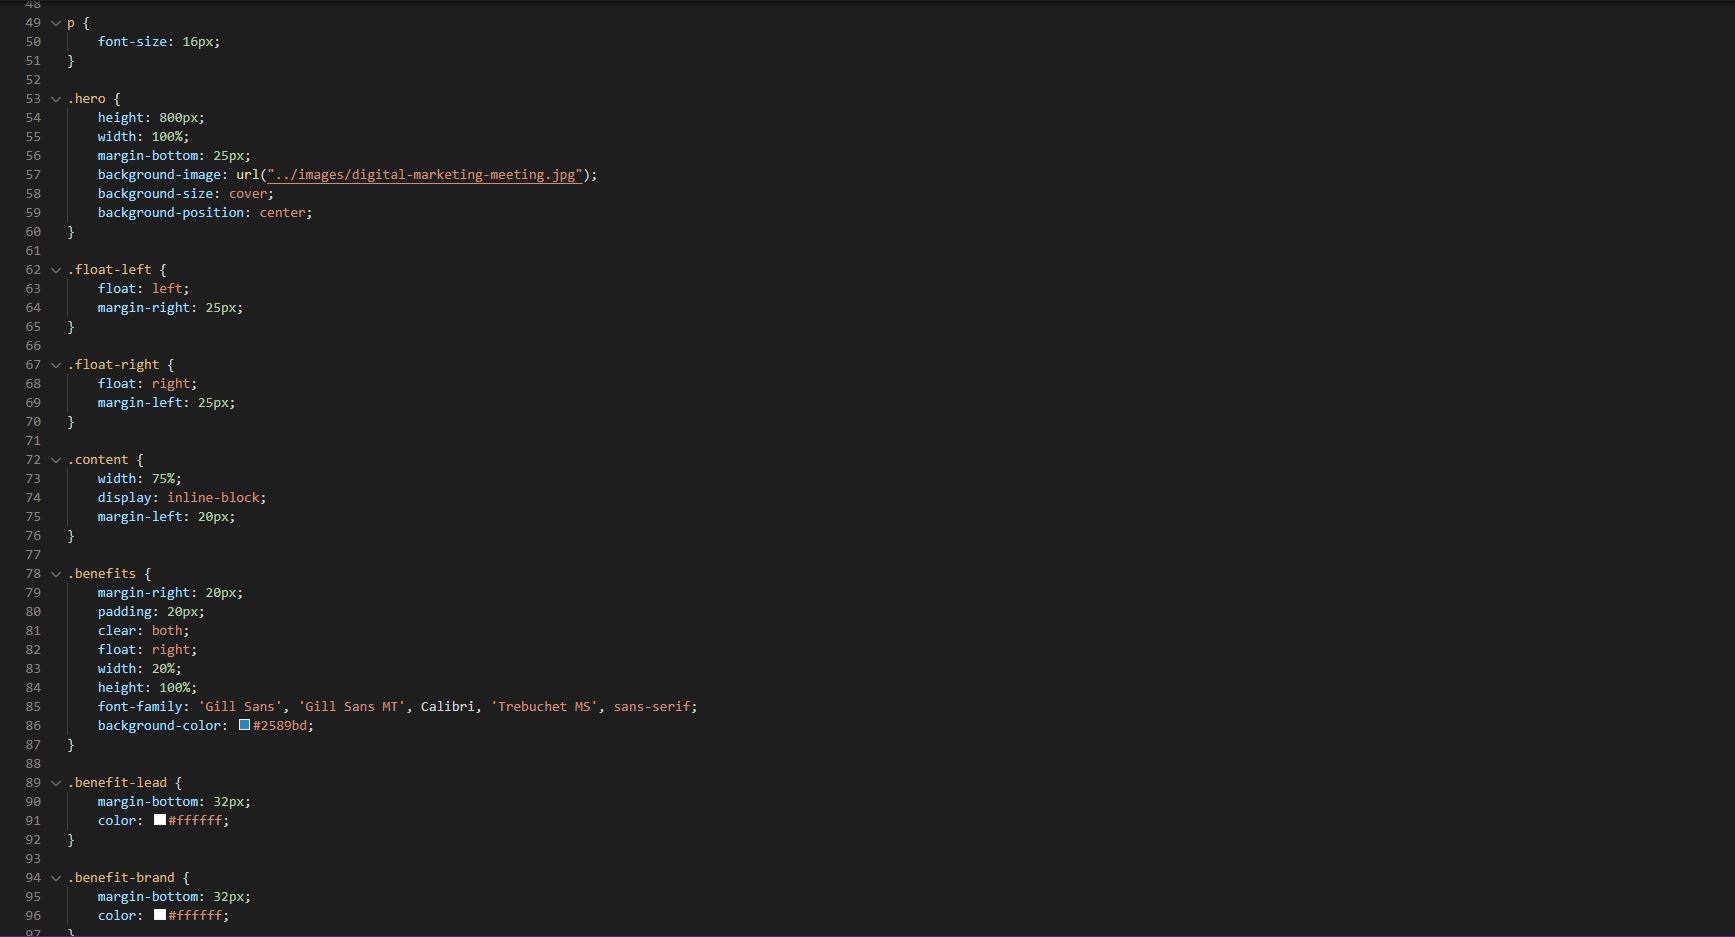 48
49 p {
50     font-size: 16px;
51 }
52
53 .hero {
54     height: 800px;
55     width: 100%;
56     margin-bottom: 25px;
57     background-image: url("../images/digital-marketing-meeting.jpg");
58     background-size: cover;
59     background-position: center;
60 }
61
62 .float-left {
63     float: left;
64     margin-right: 25px;
65 }
66
67 .float-right {
68     float: right;
69     margin-left: 25px;
70 }
71
72 .content {
73     width: 75%;
74     display: inline-block;
75     margin-left: 20px;
76 }
77
78 .benefits {
79     margin-right: 20px;
80     padding: 20px;
81     clear: both;
82     float: right;
83     width: 20%;
84     height: 100%;
85     font-family: 'Gill Sans', 'Gill Sans MT', Calibri, 'Trebuchet MS', sans-serif;
86     background-color: #2589bd;
87 }
88
89 .benefit-lead {
90     margin-bottom: 32px;
91     color: #ffffff;
92 }
93
94 .benefit-brand {
95     margin-bottom: 32px;
96     color: #ffffff;
97 }